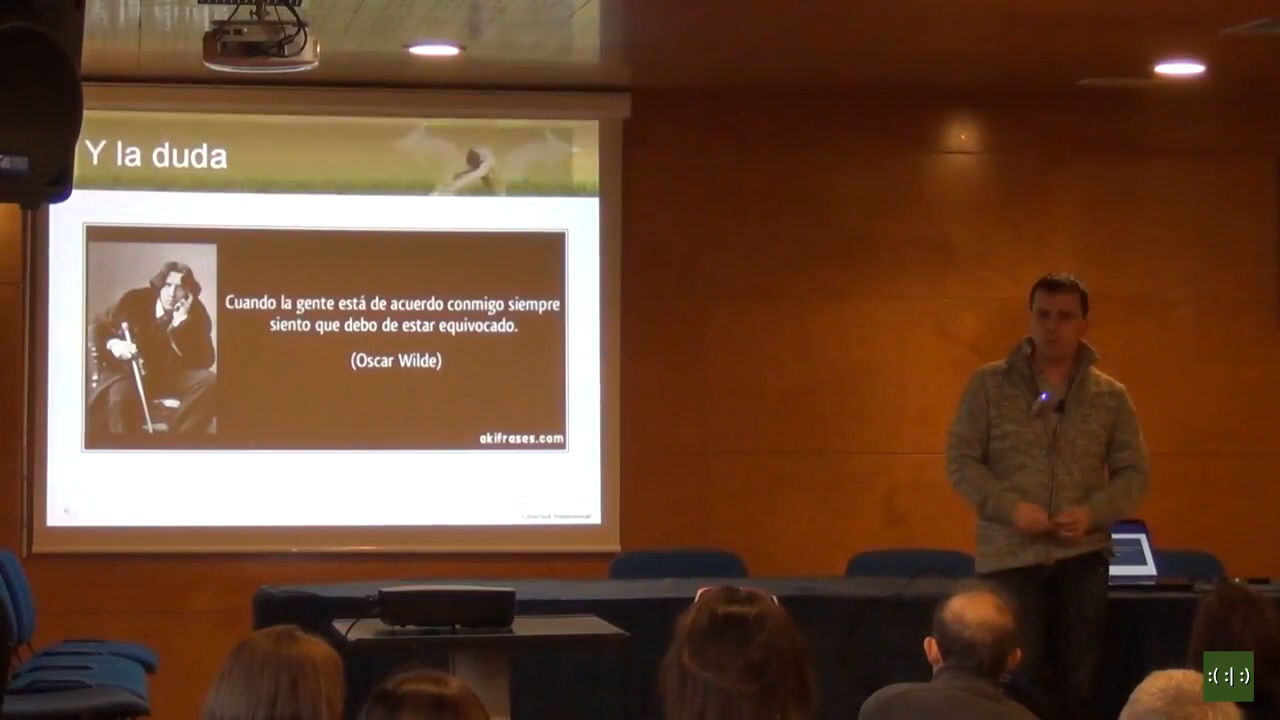 Y la duda
Cuando la gente está de acuerdo conmigo siempre
siento que debo de estar equivocado.
(Oscar Wilde)
akifrases.com
:( :| :)